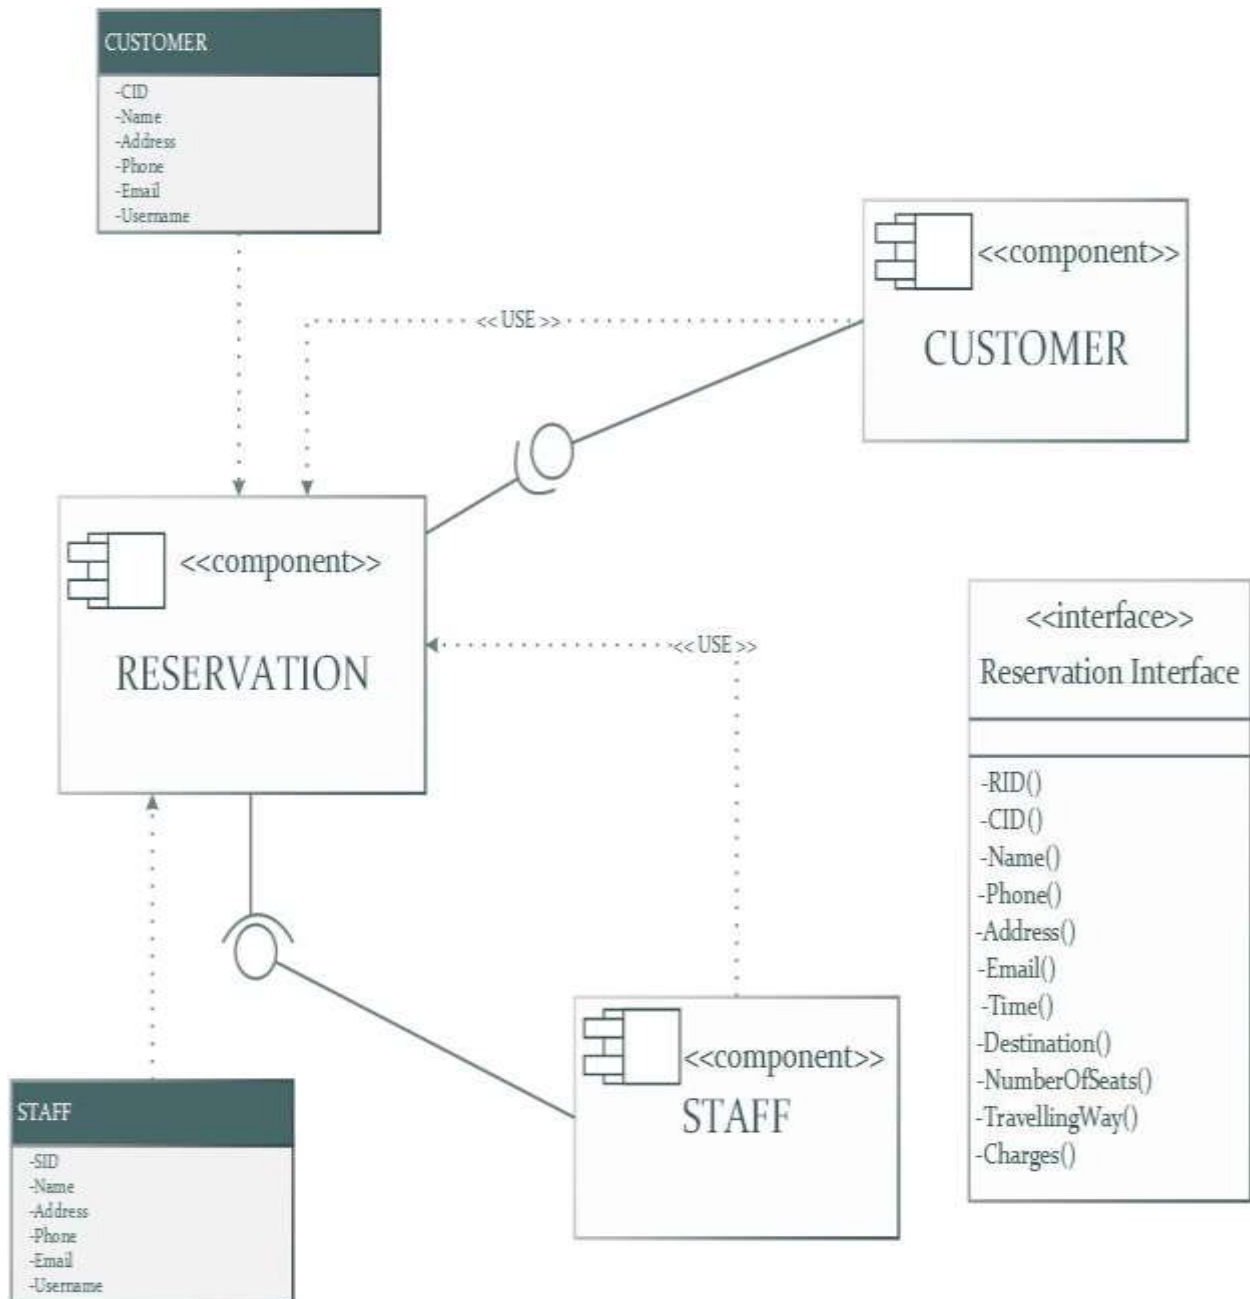 CUSTOMER
-CID
-Name
-Address
-Phone
-Email
-Username
<<component>>
CUSTOMER
<< USE >>
<<component>>
RESERVATION
<< USE >>
<<interface>>
Reservation Interface
-RID()
-CID()
-Name()
-Phone()
-Address()
-Email()
-Time()
-Destination()
-NumberOfSeats()
-TravellingWay()
-Charges()
<<component>>
STAFF
STAFF
-SID
-Name
-Address
-Phone
-Email
-Username